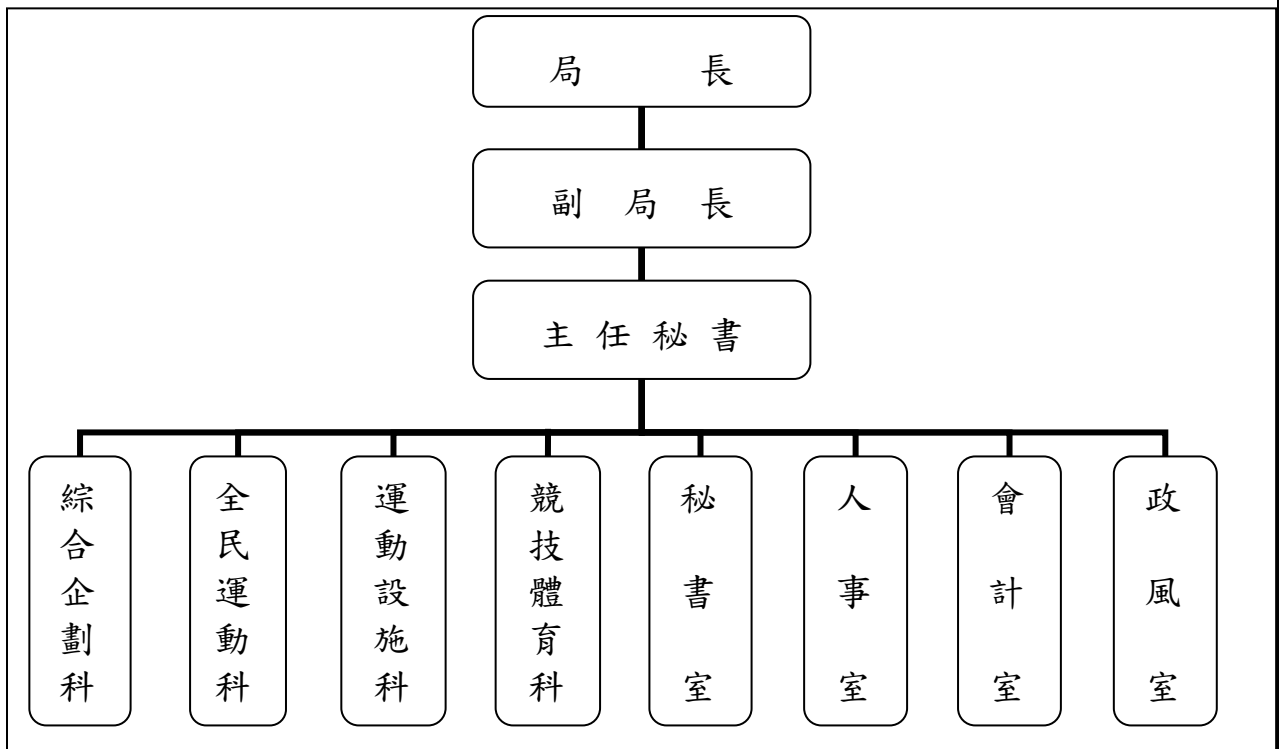 局長
副局長
主任秘書
綜合企劃科
全民運動科
運動設施科
競技體育科
秘書室
人事室
會計室
政風室